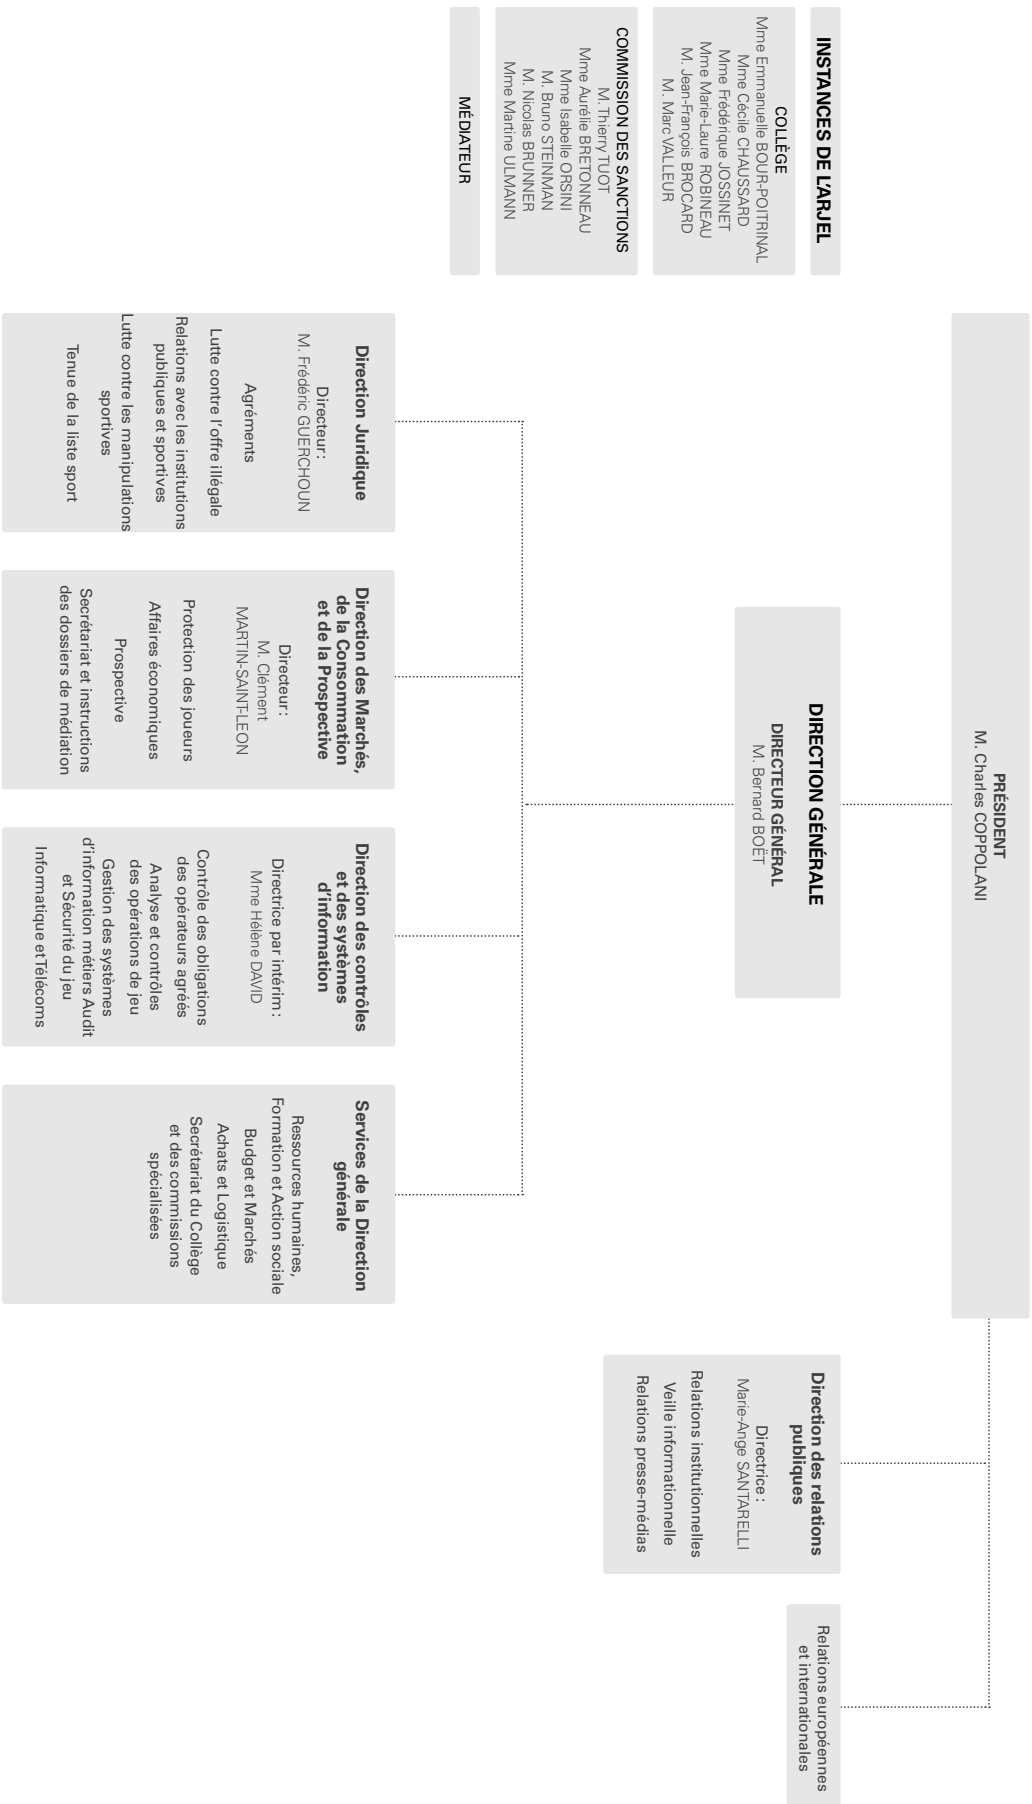 PRÉSIDENT
M. Charles COPPOLANI
INSTANCES DE L'ARJEL
COLLÈGE
Mme Emmanuelle BOUR-POITRINAL
Mme Cécile CHAUSSARD
Mme Frédérique JOSSINET
Mme Marie-Laure ROBINEAU
M. Jean-François BROCARD
M. Marc VALLEUR
COMMISSION DES SANCTIONS
M. Thierry TUOT
Mme Aurélie BRETONNEAU
Mme Isabelle ORSINI
M. Bruno STEINMAN
M. Nicolas BRUNNER
Mme Martine ULMANN
MÉDIATEUR
DIRECTION GÉNÉRALE
DIRECTEUR GÉNÉRAL
M. Bernard BOËT
Direction des relations
publiques
Directrice :
Marie-Ange SANTARELLI
Relations institutionnelles
Veille informationnelle
Relations presse-médias
Relations européennes
et internationales
Direction Juridique
Directeur :
M. Frédéric GUERCHOUN
Agréments
Lutte contre l'offre illégale
Relations avec les institutions
publiques et sportives
Lutte contre les manipulations
sportives
Tenue de la liste sport
Direction des Marchés,
de la Consommation
et de la Prospective
Directeur :
M. Clément
MARTIN-SAINT-LEON
Protection des joueurs
Affaires économiques
Prospective
Secrétariat et instructions
des dossiers de médiation
Direction des contrôles
et des systèmes
d'information
Directrice par intérim :
Mme Hélène DAVID
Contrôle des obligations
des opérateurs agréés
Analyse et contrôles
des opérations de jeu
Gestion des systèmes
d'information métiers Audit
et Sécurité du jeu
Informatique et Télécoms
Services de la Direction
générale
Ressources humaines,
Formation et Action sociale
Budget et Marchés
Achats et Logistique
Secrétariat du Collège
et des commissions
spécialisées